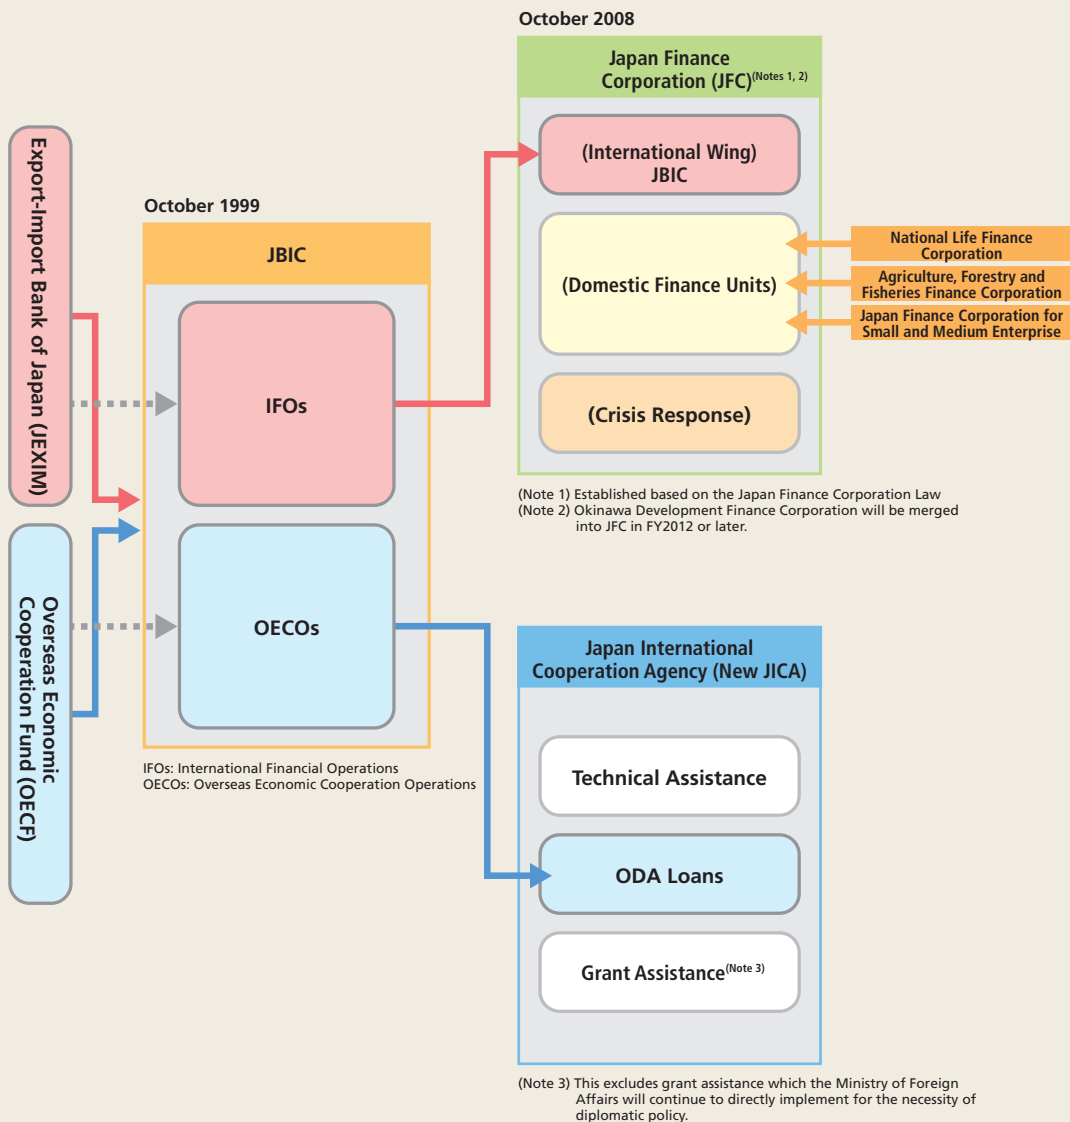 October 2008
Japan Finance
Corporation (JFC)(Notes 1, 2)
(International Wing)
JBIC
(Domestic Finance Units)
National Life Finance
Corporation
Agriculture, Forestry and
Fisheries Finance Corporation
Japan Finance Corporation for
Small and Medium Enterprise
(Crisis Response)
(Note 1) Established based on the Japan Finance Corporation Law
(Note 2) Okinawa Development Finance Corporation will be merged
into JFC in FY2012 or later.
Export-Import Bank of Japan (JEXIM)
Overseas Economic
Cooperation Fund (OECF)
October 1999
JBIC
IFOs
OECOs
IFOs: International Financial Operations
OECOs: Overseas Economic Cooperation Operations
Japan International
Cooperation Agency (New JICA)
Technical Assistance
ODA Loans
Grant Assistance(Note 3)
(Note 3) This excludes grant assistance which the Ministry of Foreign
Affairs will continue to directly implement for the necessity of
diplomatic policy.